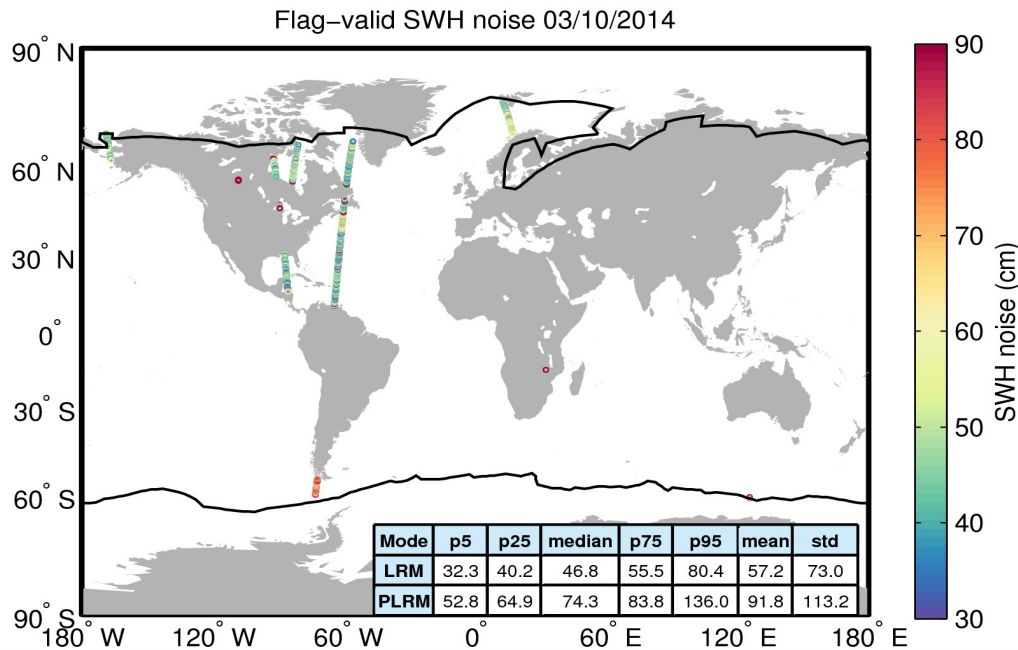 Flag−valid SWH noise 03/10/2014
90° N
60° N
30° N
0°
30° S
60° S
90° S
180° W
120° W
60° W
0°
60° E
120° E
180° E
90
80
70
60
50
40
30
SWH noise (cm)
Mode p5 p25 median p75 p95 mean std
LRM 32.3 40.2 46.8 55.5 80.4 57.2 73.0
PLRM 52.8 64.9 74.3 83.8 136.0 91.8 113.2